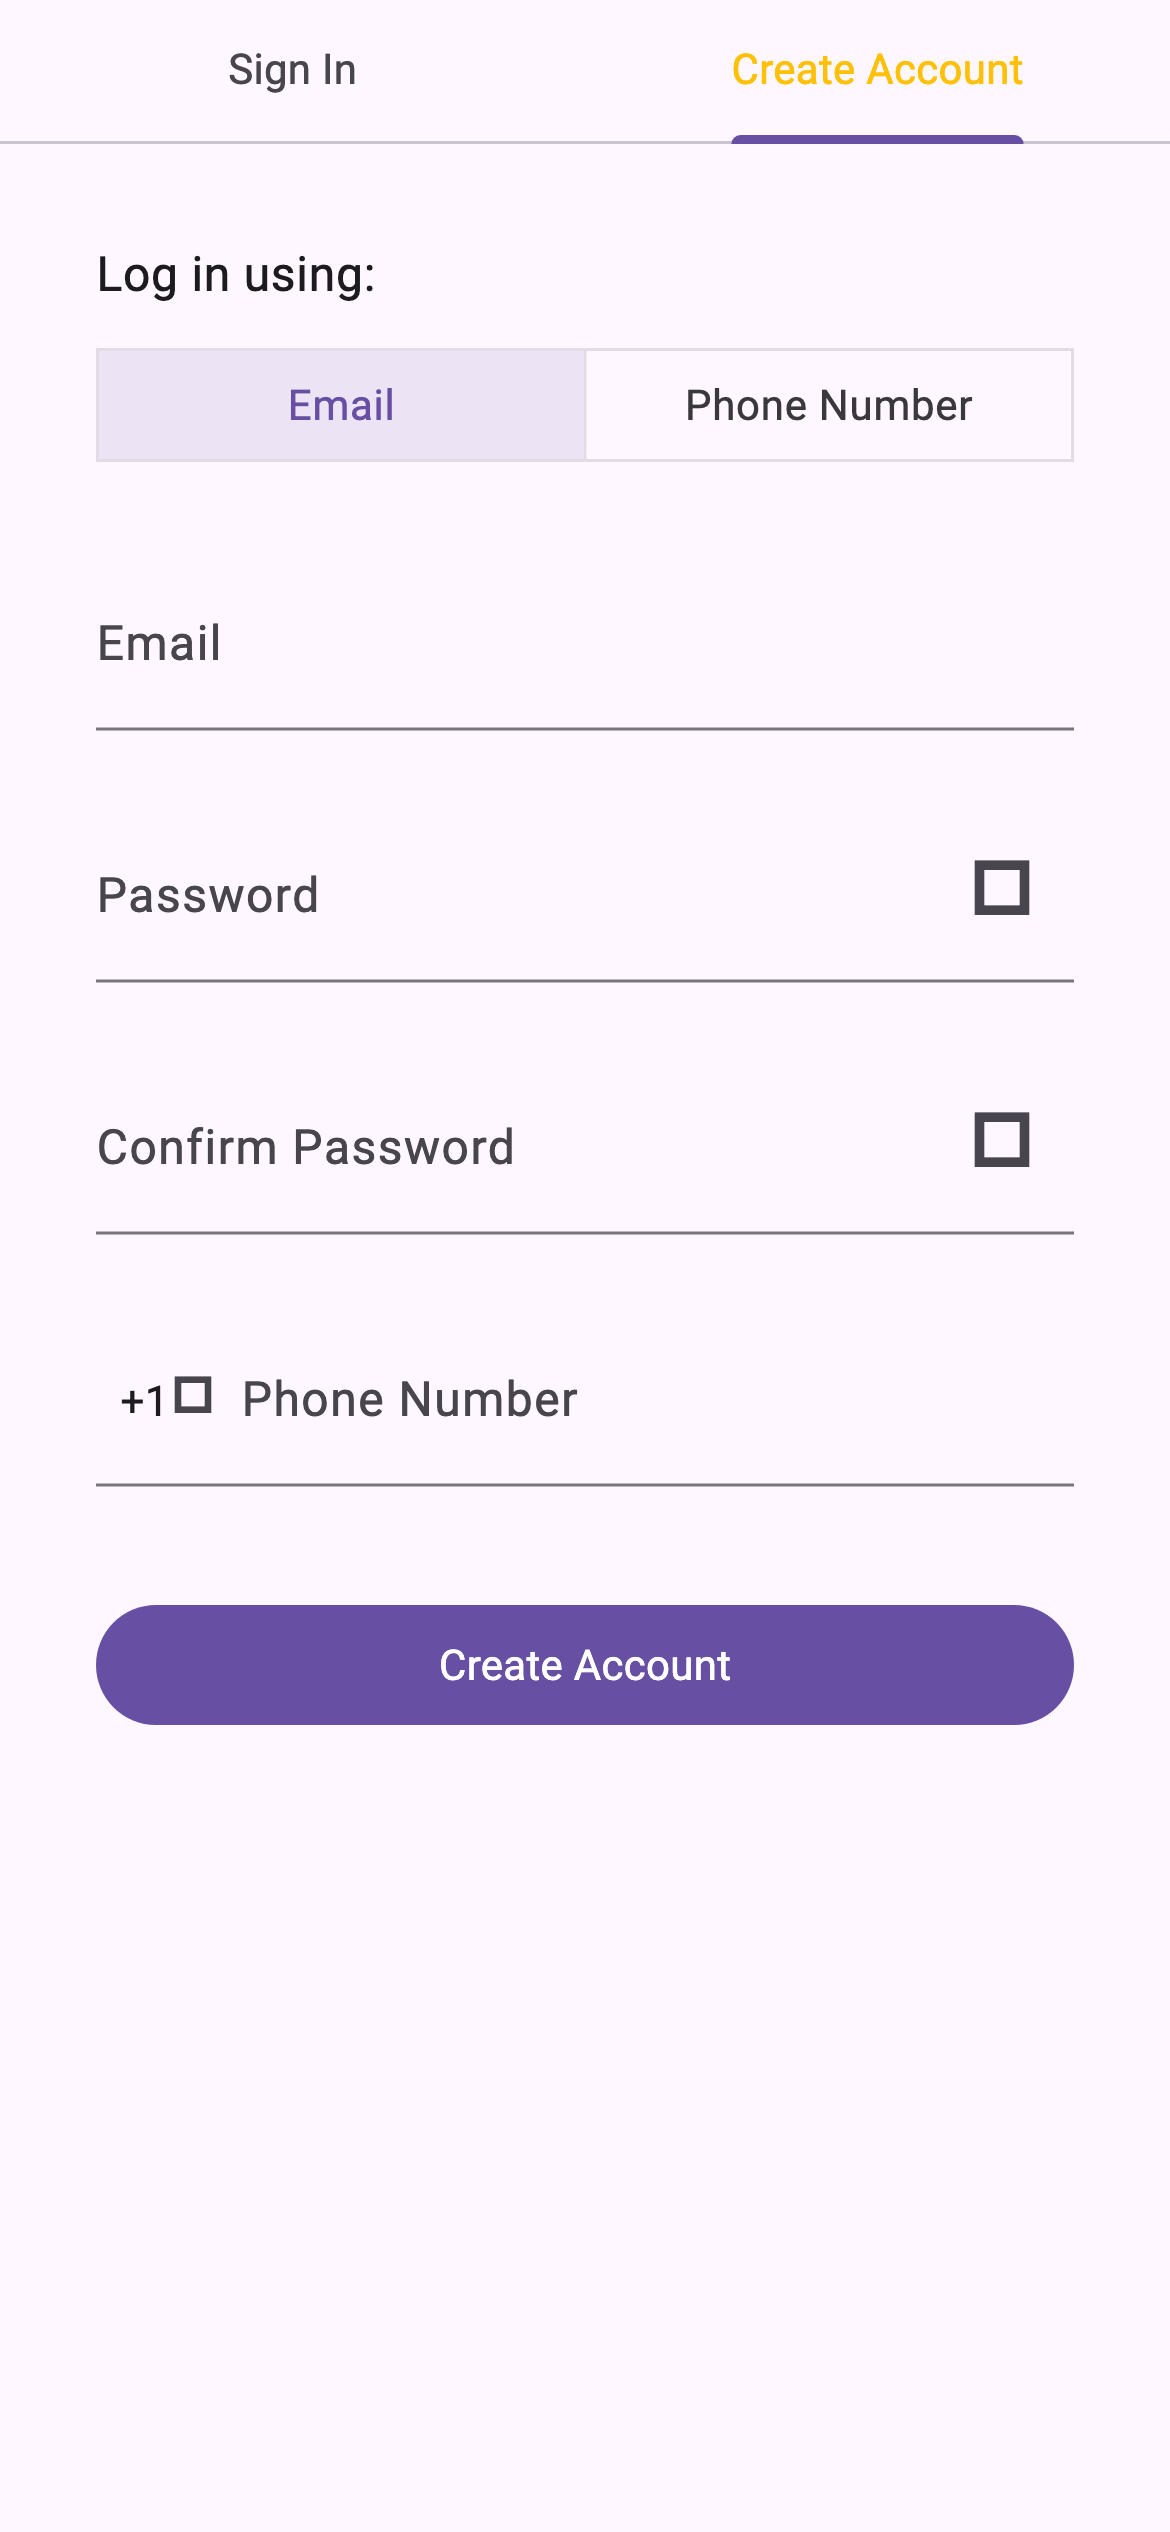 Sign In
Create Account
Log in using:
Email
Phone Number
Email
Password
Confirm Password
+1 Phone Number
Create Account